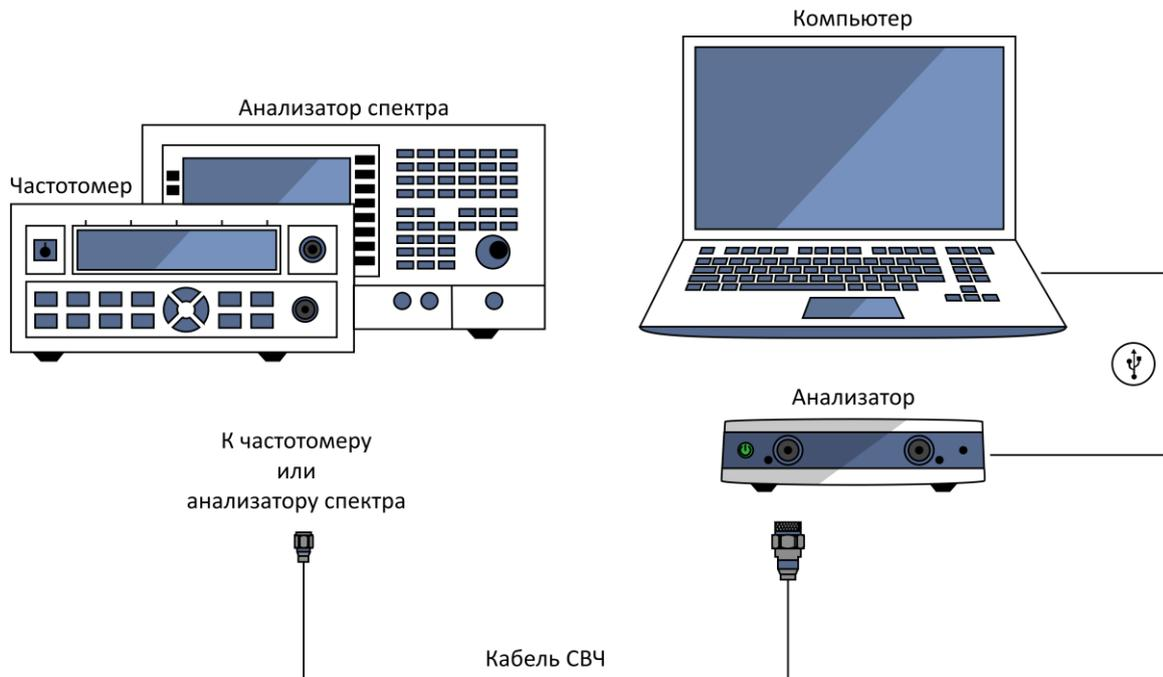 Компьютер
Анализатор спектра
Частотомер
Анализатор
К частотомеру
или
анализатору спектра
Кабель СВЧ